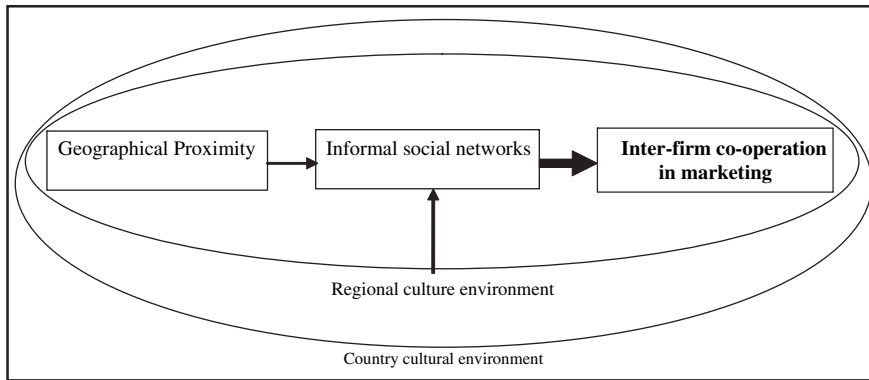 Geographical Proximity
Informal social networks
Inter-firm co-operation
in marketing
Regional culture environment
Country cultural environment